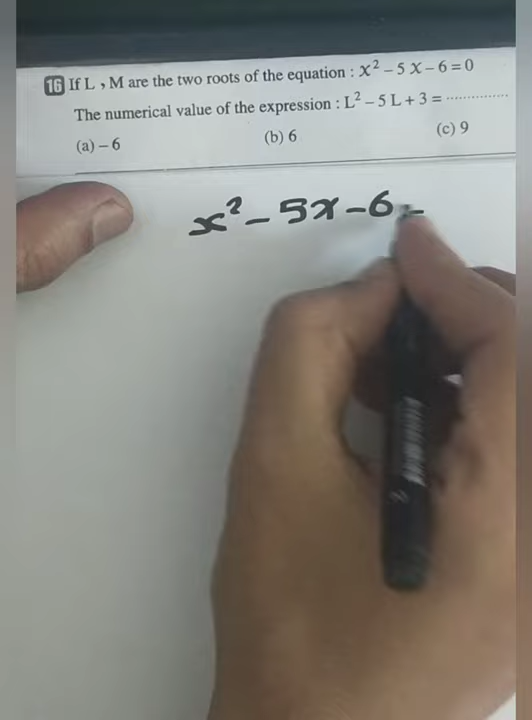 16 If L , M are the two roots of the equation : x² – 5 x – 6 = 0
The numerical value of the expression : L² – 5 L + 3 = ...............
(a) – 6 (b) 6 (c) 9
x² – 5x – 6 =